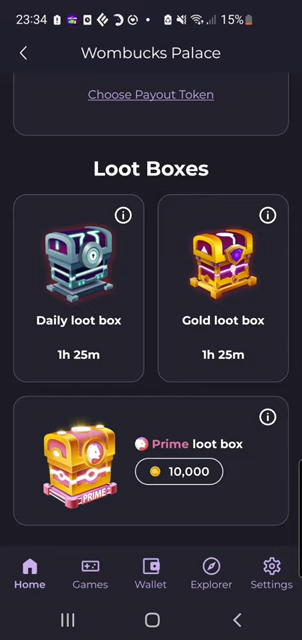 23:34
15%
Wombucks Palace
Choose Payout Token
Loot Boxes
Daily loot box
1h 25m
Gold loot box
1h 25m
Prime loot box
10,000
PRIME
Home
Games
Wallet
Explorer
Settings